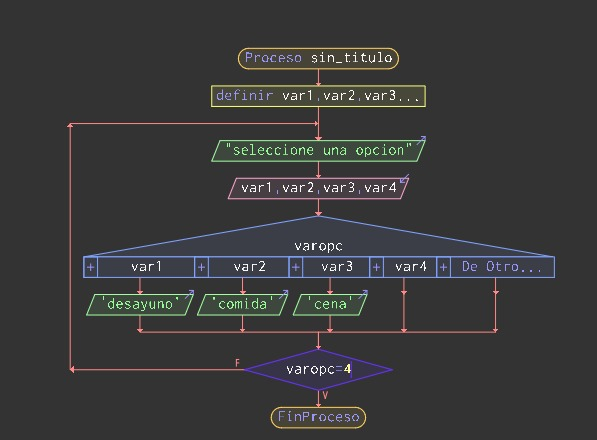 Proceso sin_titulo
definir var1,var2,var3...
"seleccione una opcion"
var1,var2,var3,var4
varopc
+ var1 + var2 + var3 + var4 + De Otro...
'desayuno' 'comida' 'cena'
F varopc=4
V
FinProceso